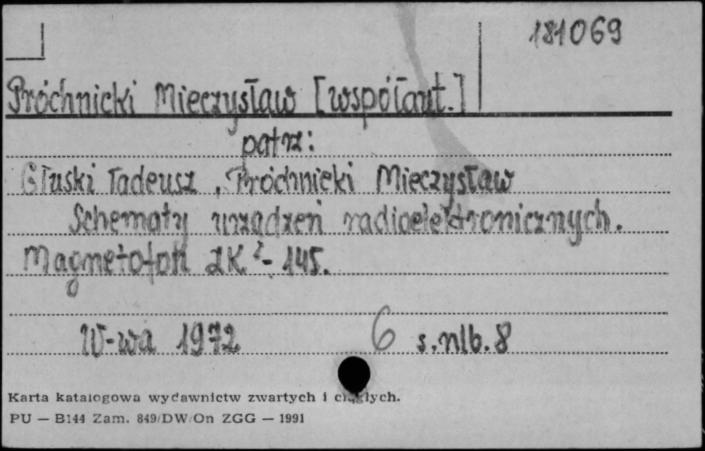 181069
Próchnicki Mieczysław [współaut.]
patrz:
Głuski Tadeusz, Próchnicki Mieczysław
Schematy urządzeń radioelektronicznych.
Magnetofon ZK - 145.
W-wa 1972 6 s.nlb. 8
Karta katalogowa wydawnictw zwartych i ciągłych.
PU — B144 Zam. 849/DW/On ZGG — 1991